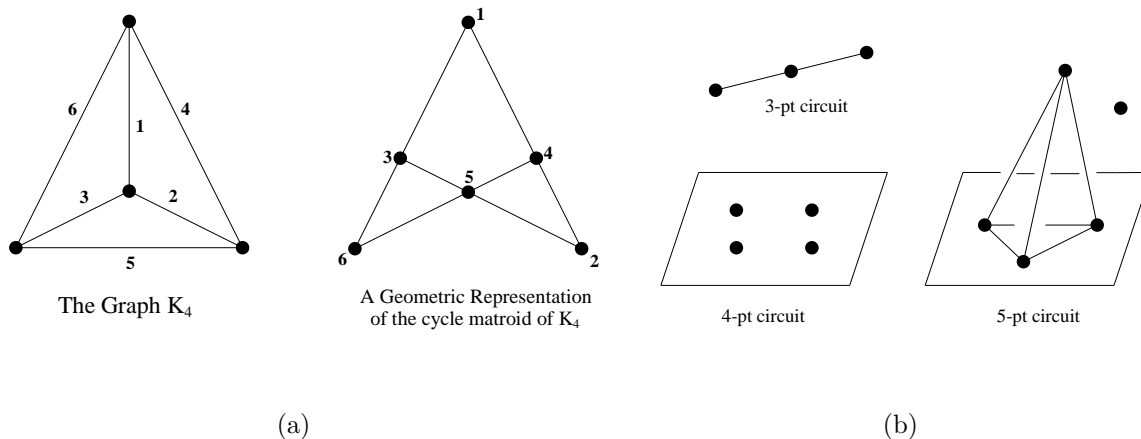 6
4
1
3
2
5
The Graph K₄
1
3
4
5
6
2
A Geometric Representation
of the cycle matroid of K₄
(a)
3-pt circuit
4-pt circuit
5-pt circuit
(b)